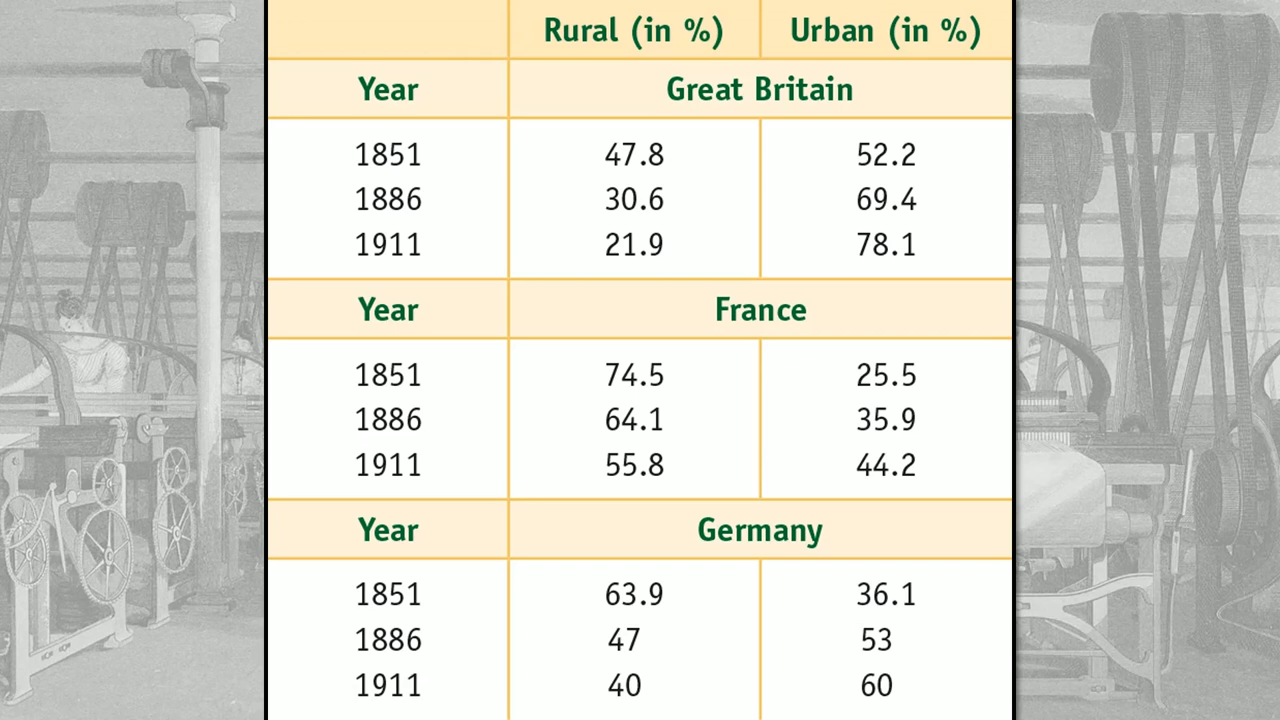 Rural (in %) Urban (in %)
Year Great Britain
1851 47.8 52.2
1886 30.6 69.4
1911 21.9 78.1
Year France
1851 74.5 25.5
1886 64.1 35.9
1911 55.8 44.2
Year Germany
1851 63.9 36.1
1886 47 53
1911 40 60